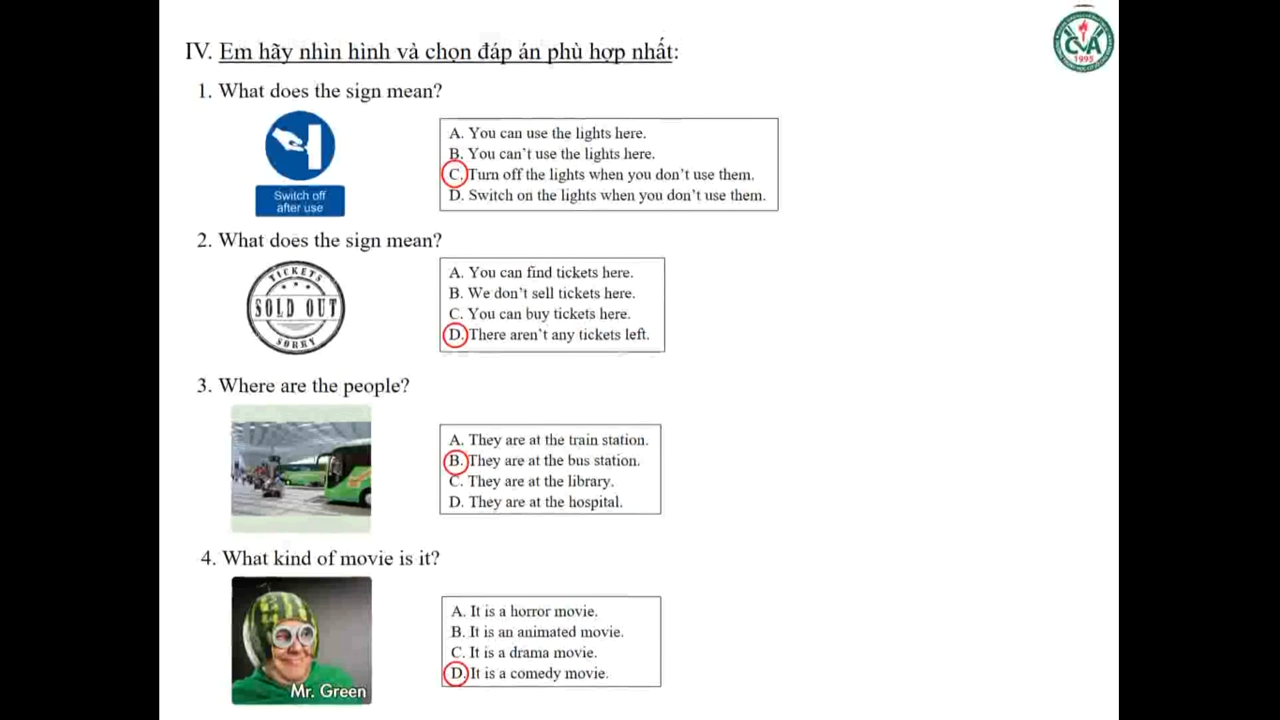 IV. Em hãy nhìn hình và chọn đáp án phù hợp nhất:
1. What does the sign mean?
Switch off
after use
A. You can use the lights here.
B. You can't use the lights here.
C. Turn off the lights when you don't use them.
D. Switch on the lights when you don't use them.
2. What does the sign mean?
TICKETS
SOLD OUT
SORRY
A. You can find tickets here.
B. We don't sell tickets here.
C. You can buy tickets here.
D. There aren't any tickets left.
3. Where are the people?
A. They are at the train station.
B. They are at the bus station.
C. They are at the library.
D. They are at the hospital.
4. What kind of movie is it?
Mr. Green
A. It is a horror movie.
B. It is an animated movie.
C. It is a drama movie.
D. It is a comedy movie.
CVA
1995